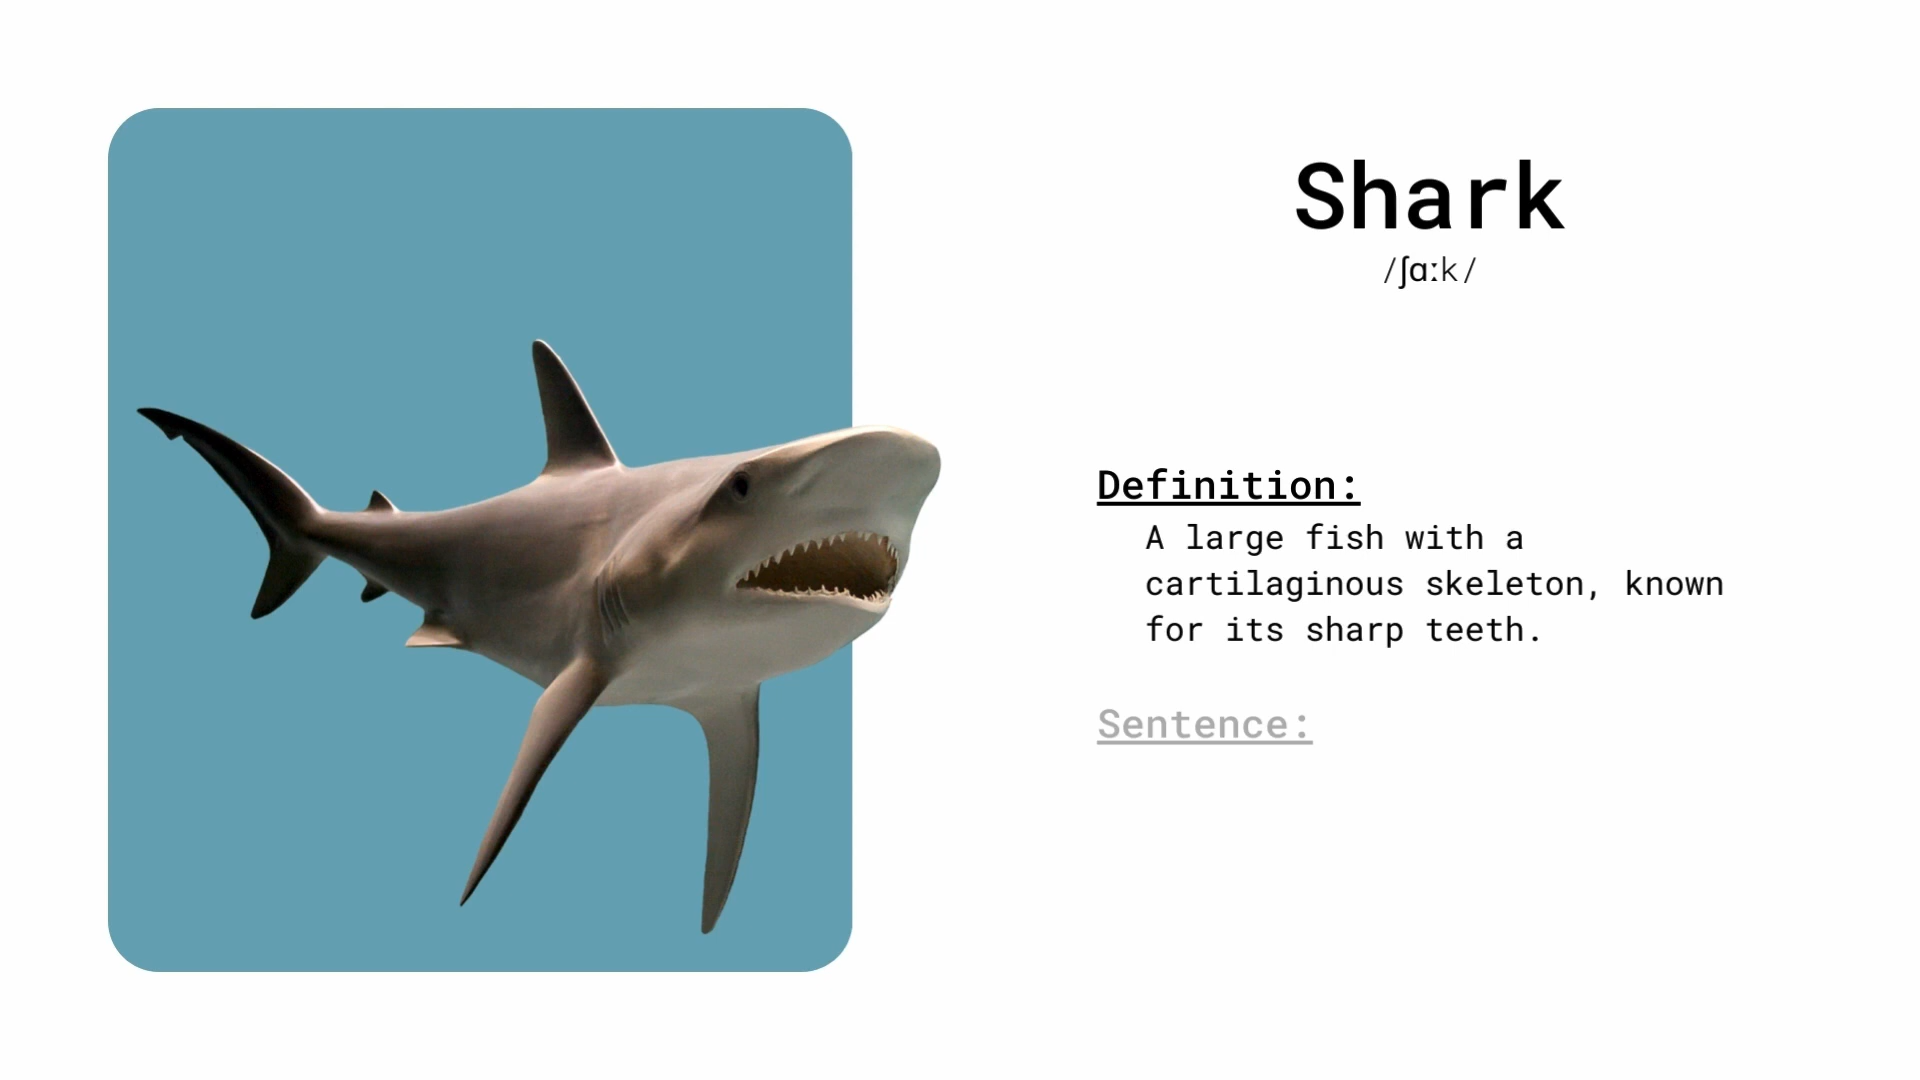 Shark
/ʃɑːk/
Definition:
A large fish with a
cartilaginous skeleton, known
for its sharp teeth.
Sentence: